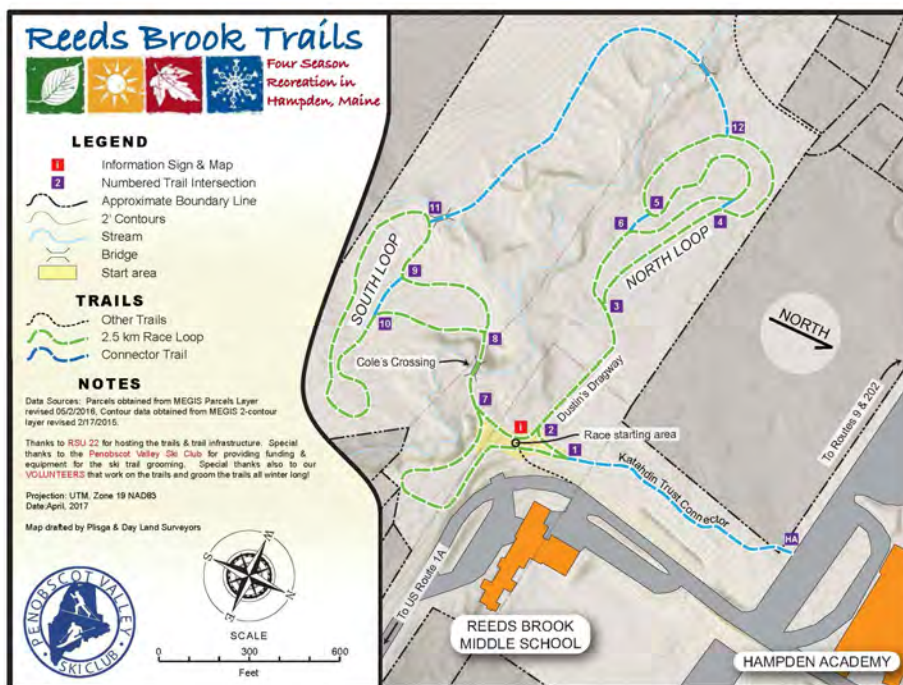 Reeds Brook Trails
Four Season
Recreation in
Hampden, Maine
LEGEND
i Information Sign & Map
2 Numbered Trail Intersection
Approximate Boundary Line
2' Contours
Stream
Bridge
Start area
TRAILS
Other Trails
2.5 km Race Loop
Connector Trail
NOTES
Data Sources: Parcels obtained from MEGIS Parcels Layer
revised 05/2/2016, Contour data obtained from MEGIS 2-contour
layer revised 2/17/2015.
Thanks to RSU 22 for hosting the trails & trail infrastructure. Special
thanks to the Penobscot Valley Ski Club for providing funding &
equipment for the ski trail grooming. Special thanks also to our
VOLUNTEERS that work on the trails and groom the trails all winter long!
Projection: UTM, Zone 19 NAD83
Date:April, 2017
Map drafted by Plisga & Day Land Surveyors
PENOBSCOT VALLEY
SKI CLUB
S
W
E
N
SCALE
0 300 600
Feet
12
11
5
6
4
SOUTH LOOP
9
NORTH LOOP
3
10
NORTH
8
Cole's Crossing
7
Dustin's Dragway
i
2
Race starting area
1
Katahdin Trust Connector
To Routes 9 & 202
HA
To US Route 1A
REEDS BROOK
MIDDLE SCHOOL
HAMPDEN ACADEMY